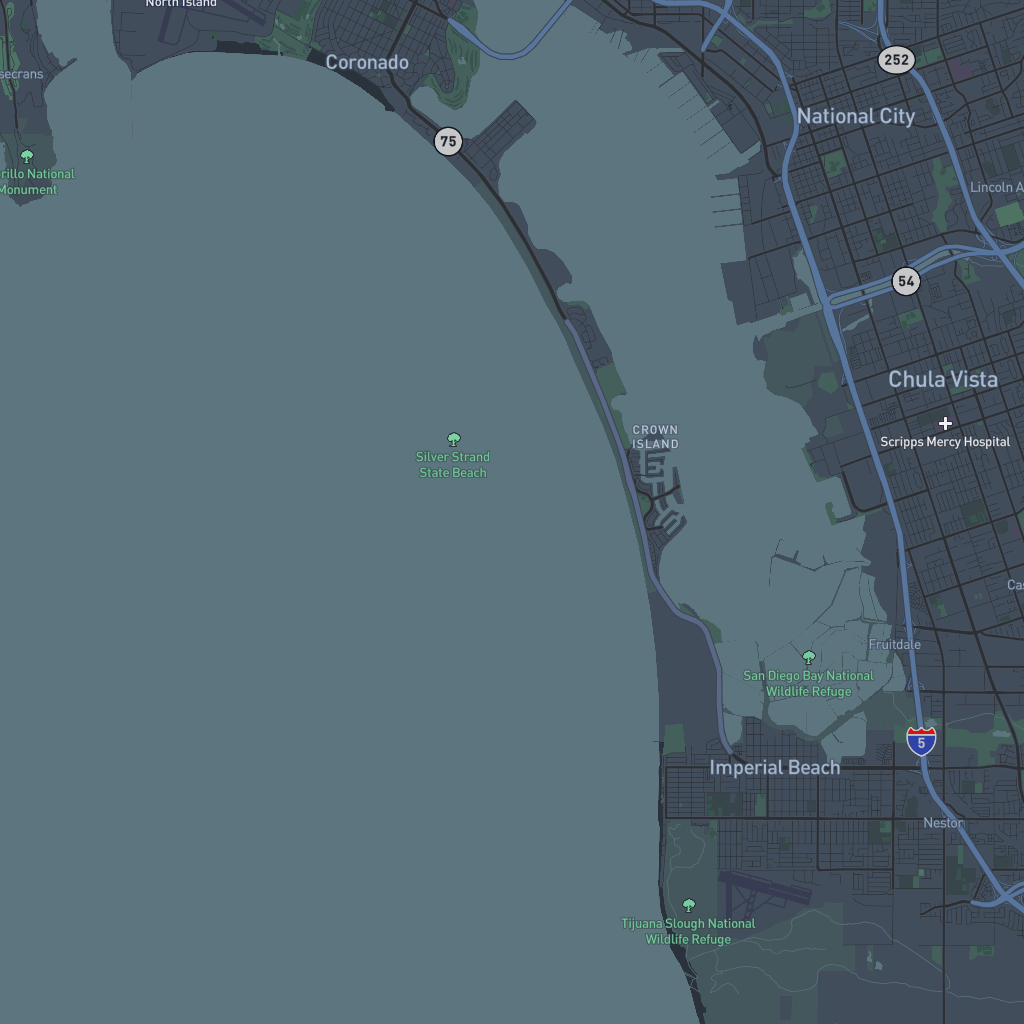 North Island
Coronado
252
secrans
National City
75
rillo National
Monument
Lincoln A
54
Chula Vista
CROWN
ISLAND
Scripps Mercy Hospital
Silver Strand
State Beach
Cas
Fruitdale
San Diego Bay National
Wildlife Refuge
5
Imperial Beach
Nestor
Tijuana Slough National
Wildlife Refuge